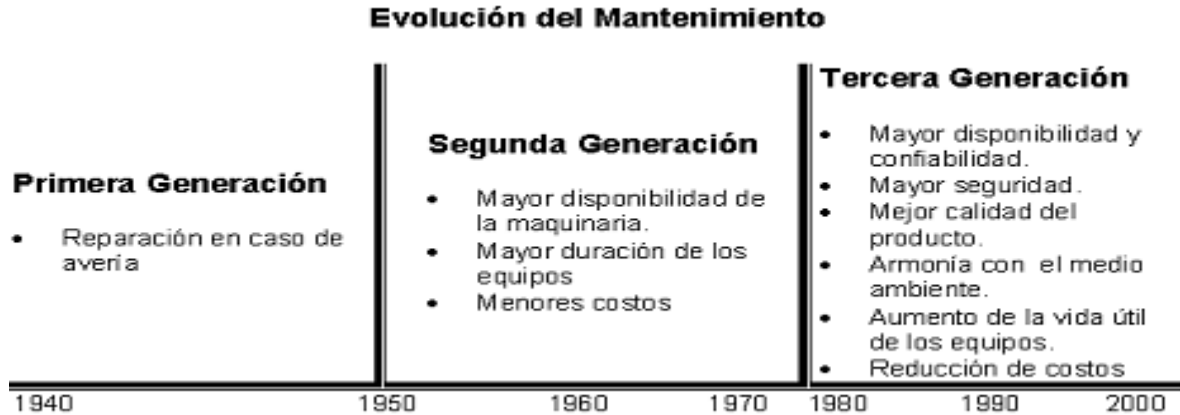 Evolución del Mantenimiento
Primera Generación
• Reparación en caso de
avería
Segunda Generación
• Mayor disponibilidad de
la maquinaria.
• Mayor duración de los
equipos
• Menores costos
Tercera Generación
• Mayor disponibilidad y
confiabilidad.
• Mayor seguridad.
• Mejor calidad del
producto.
• Armonía con el medio
ambiente.
• Aumento de la vida útil
de los equipos.
• Reducción de costos
1940 1950 1960 1970 1980 1990 2000